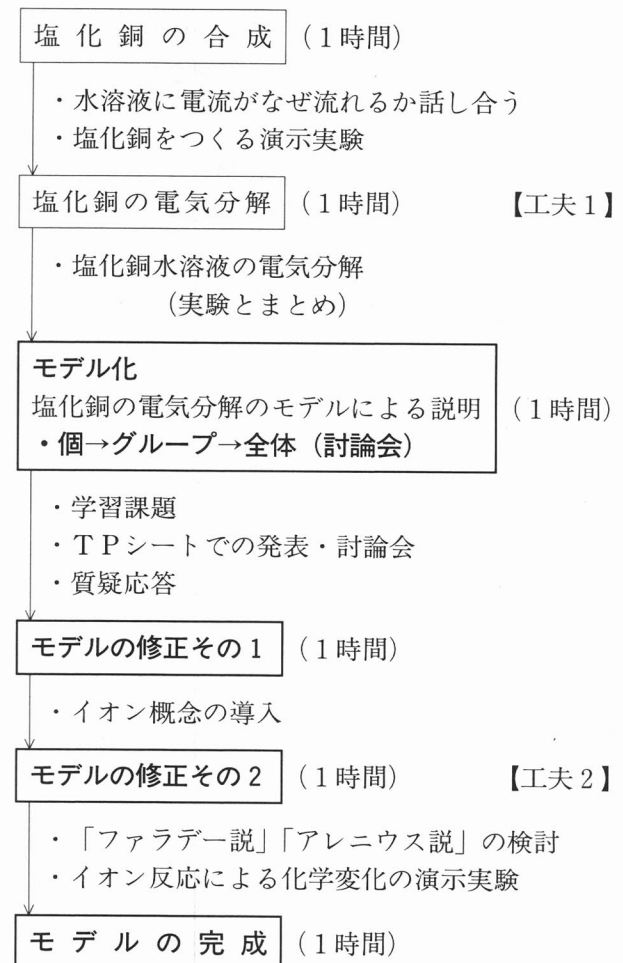 塩化銅の合成（１時間）
・水溶液に電流がなぜ流れるか話し合う
・塩化銅をつくる演示実験
塩化銅の電気分解（１時間）【工夫１】
・塩化銅水溶液の電気分解
（実験とまとめ）
モデル化
塩化銅の電気分解のモデルによる説明（１時間）
・個→グループ→全体（討論会）
・学習課題
・ＴＰシートでの発表・討論会
・質疑応答
モデルの修正その１（１時間）
・イオン概念の導入
モデルの修正その２（１時間）【工夫２】
・「ファラデー説」「アレニウス説」の検討
・イオン反応による化学変化の演示実験
モデルの完成（１時間）